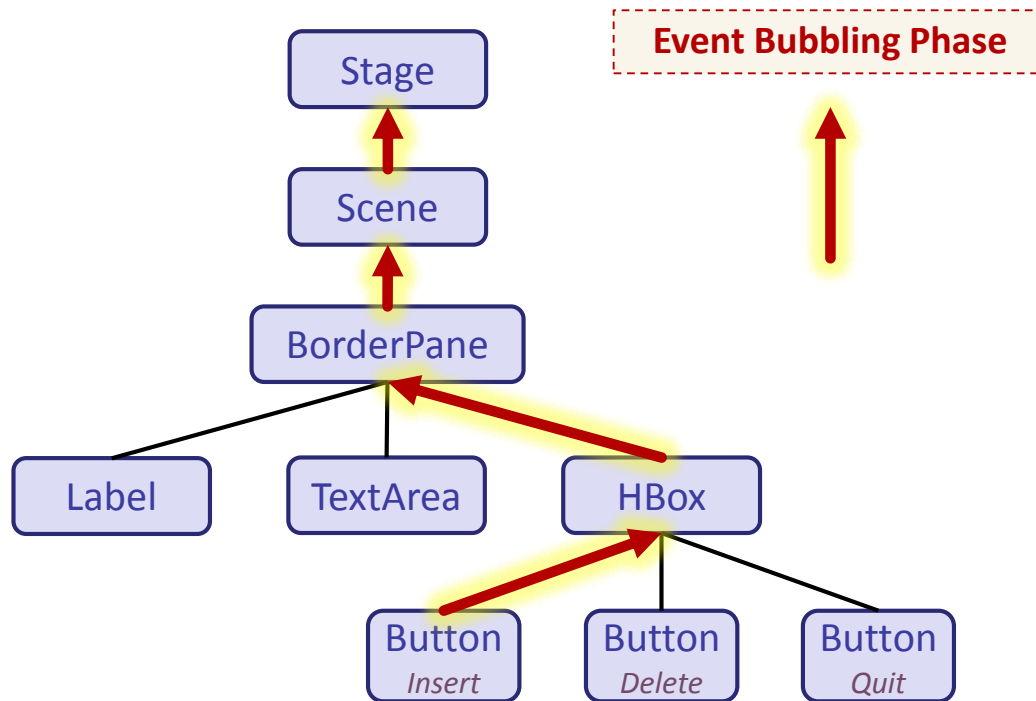 Event Bubbling Phase
Stage
Scene
BorderPane
Label
TextArea
HBox
Button
Insert
Button
Delete
Button
Quit